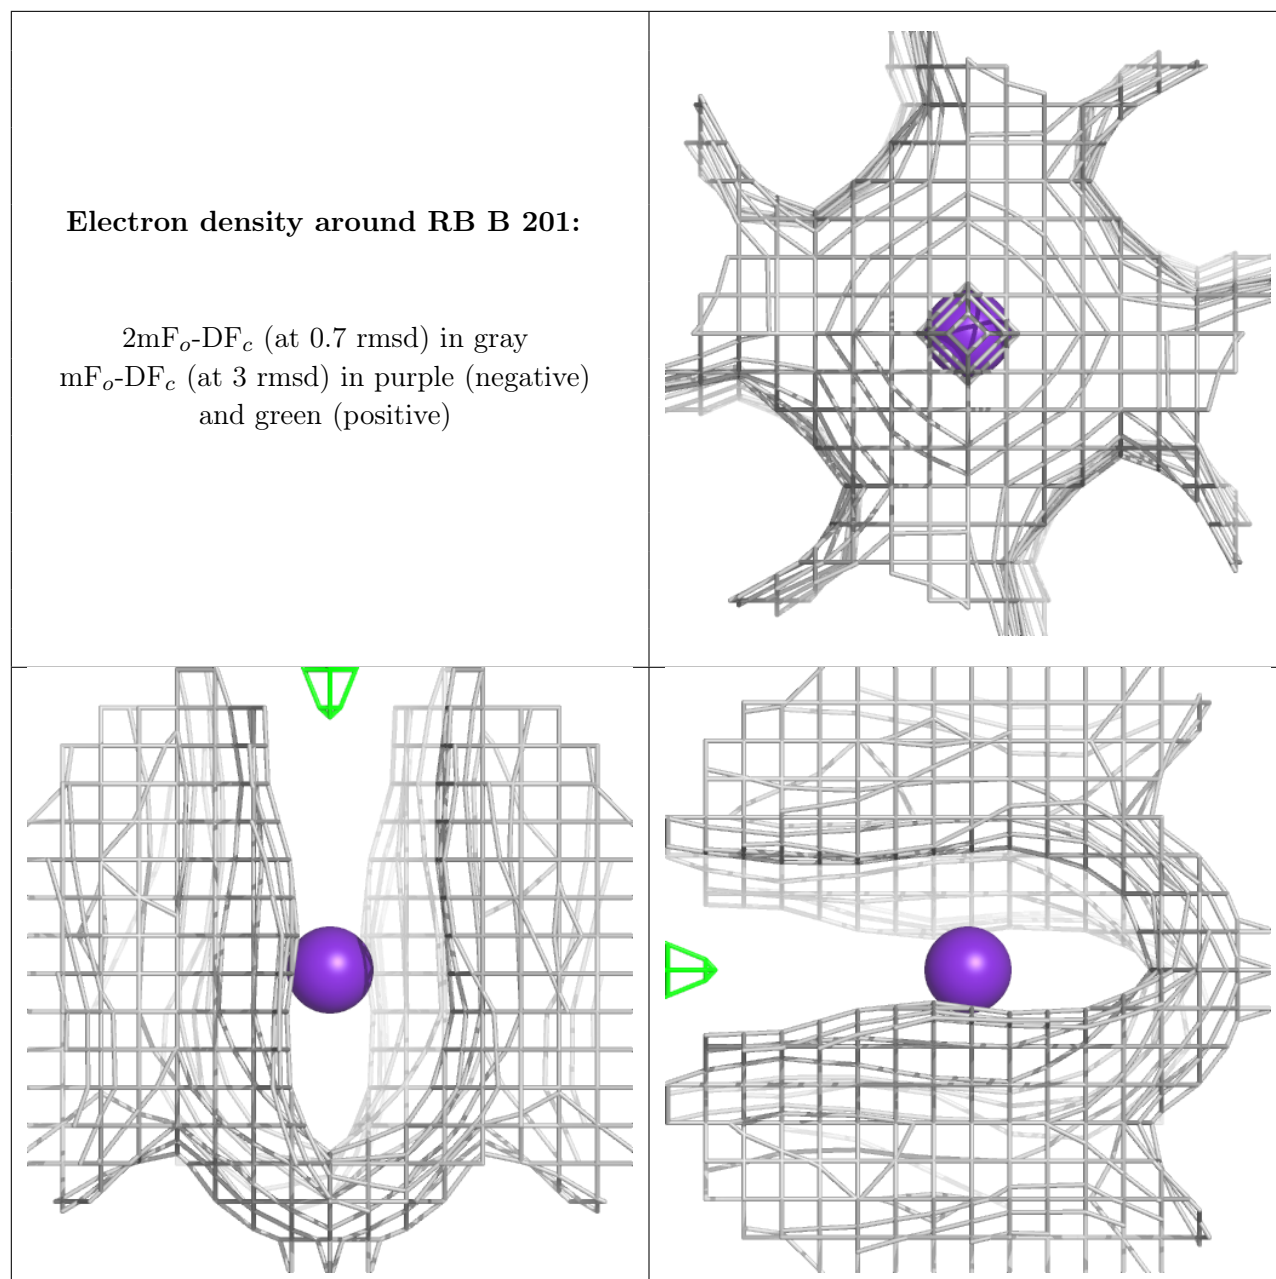 Electron density around RB B 201:
2mFo-DFc (at 0.7 rmsd) in gray
mFo-DFc (at 3 rmsd) in purple (negative)
and green (positive)